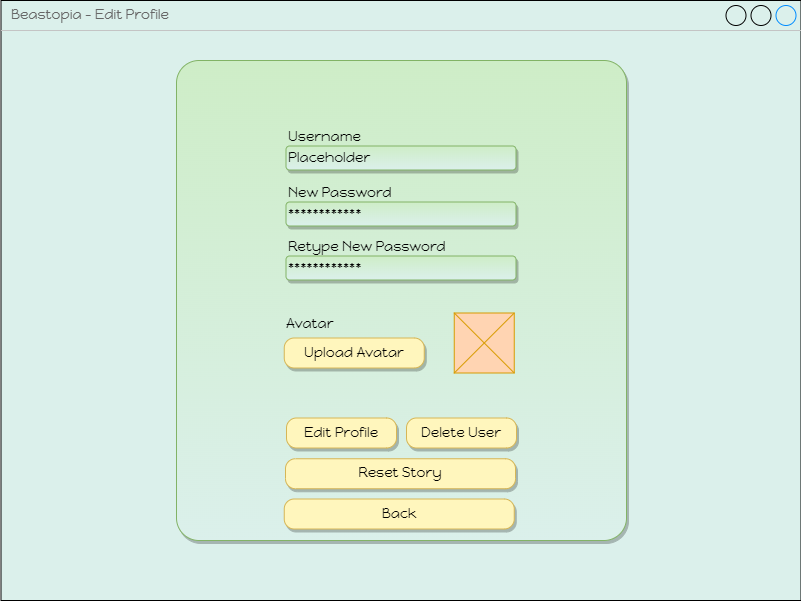 Beastopia - Edit Profile
Username
Placeholder
New Password
************
Retype New Password
************
Avatar
Upload Avatar
Edit Profile
Delete User
Reset Story
Back